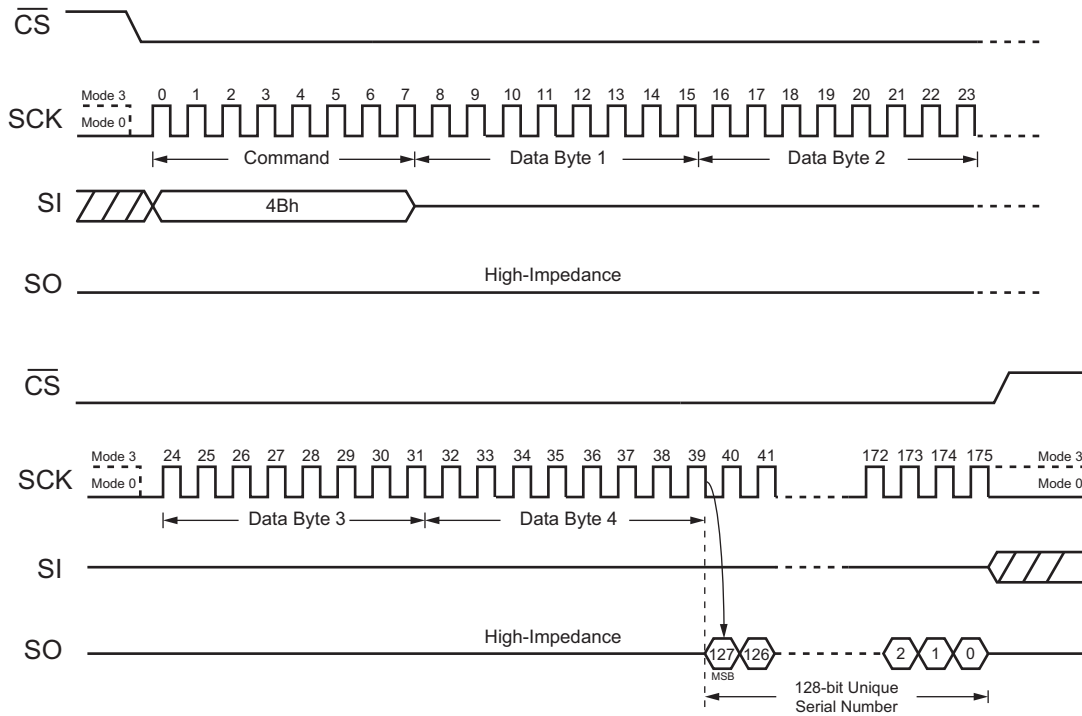 CS
Mode 3
0 1 2 3 4 5 6 7 8 9 10 11 12 13 14 15 16 17 18 19 20 21 22 23
SCK
Mode 0
Command Data Byte 1 Data Byte 2
SI
4Bh
High-Impedance
SO
CS
24 25 26 27 28 29 30 31 32 33 34 35 36 37 38 39 40 41 172 173 174 175
Mode 3 Mode 3
SCK
Mode 0 Mode 0
Data Byte 3 Data Byte 4
SI
High-Impedance
SO
127 126 2 1 0
MSB
128-bit Unique
Serial Number